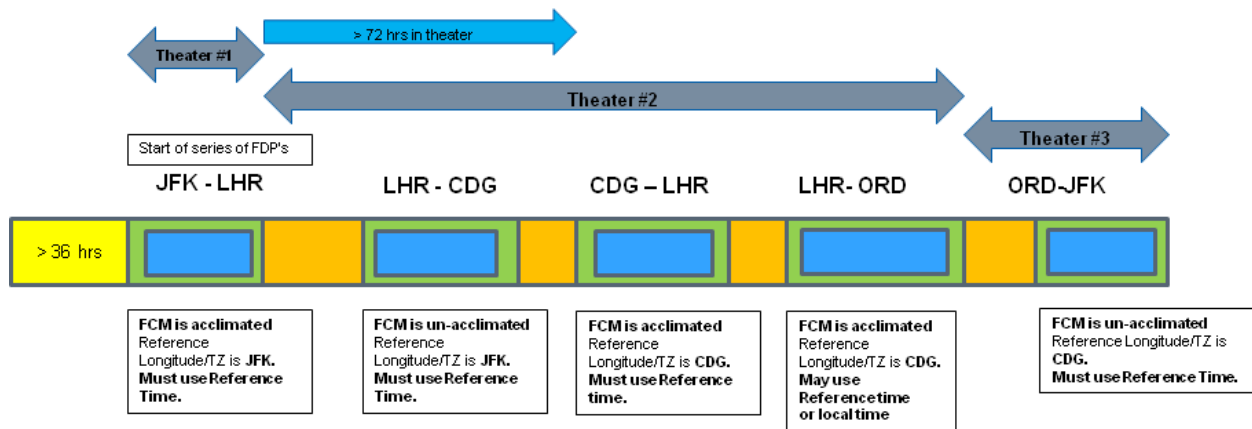 > 72 hrs in theater
Theater #1
Theater #2
Theater #3
Start of series of FDP's
JFK - LHR
LHR - CDG
CDG – LHR
LHR- ORD
ORD-JFK
> 36 hrs
FCM is acclimated
Reference
Longitude/TZ is JFK.
Must use Reference
Time.
FCM is un-acclimated
Reference
Longitude/TZ is JFK.
Must use Reference
Time.
FCM is acclimated
Reference
Longitude/TZ is CDG.
Must use Reference
time.
FCM is acclimated
Reference
Longitude/TZ is CDG.
May use
Reference time
or local time
FCM is un-acclimated
Reference Longitude/TZ is
CDG.
Must use Reference Time.